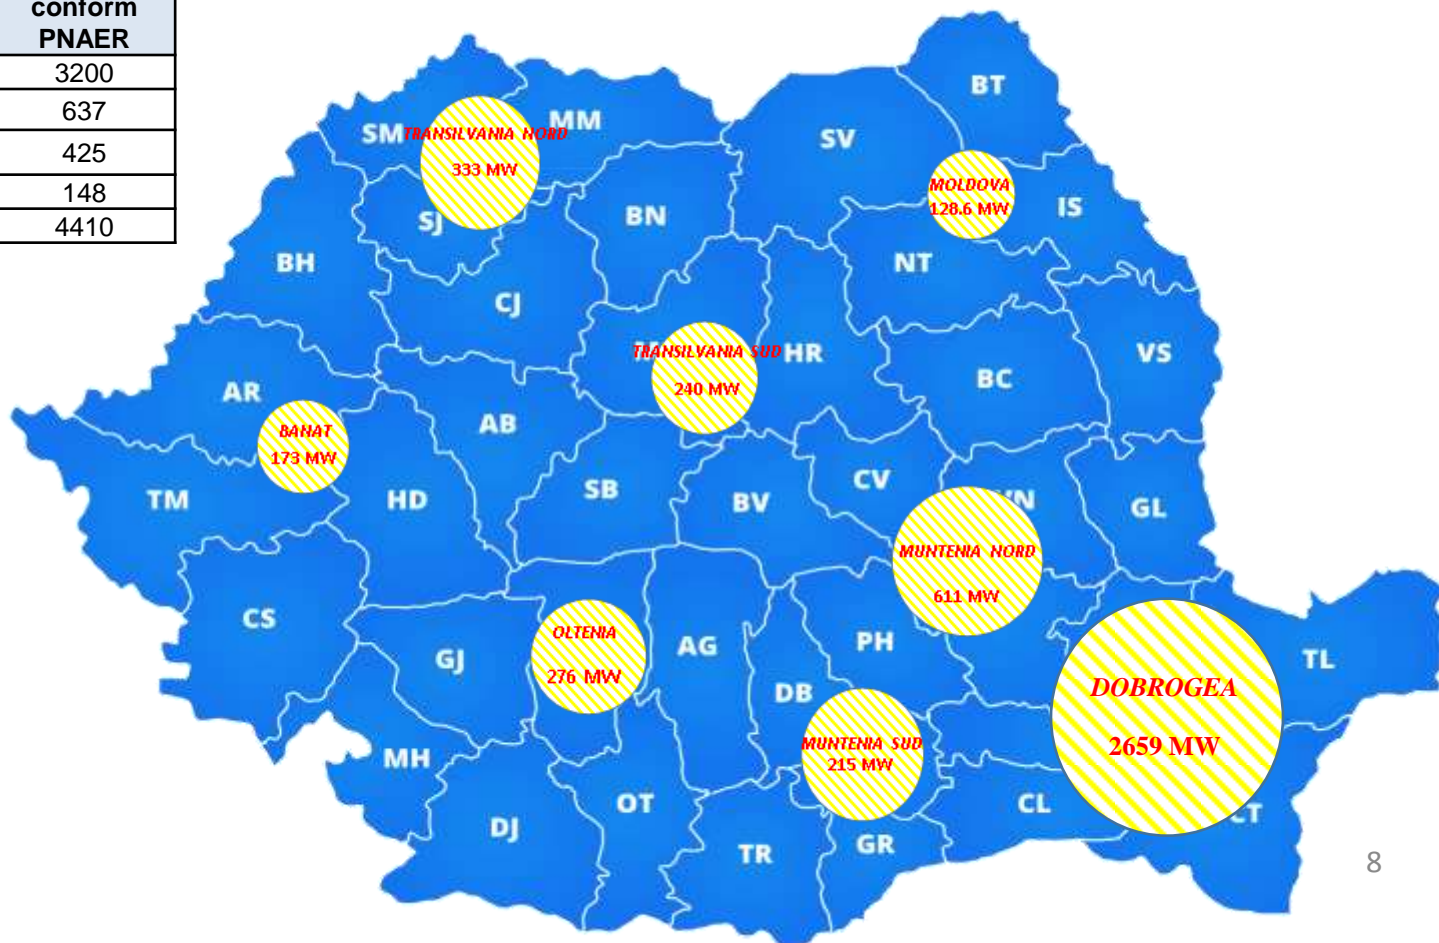 conform
PNAER
3200
637
425
148
4410
BT
MM
SM
SV
TRANSILVANIA NORD
333 MW
MOLDOVA
128.6 MW
IS
SJ
BN
BH
NT
CJ
TRANSILVANIA SUD
240 MW
HR
VS
BC
AR
AB
BANAT
173 MW
TM
HD
SB
BV
CV
VN
GL
MUNTENIA NORD
611 MW
CS
GJ
OLTENIA
276 MW
AG
PH
DB
TL
DOBROGEA
2659 MW
MUNTENIA SUD
215 MW
MH
DJ
OT
TR
GR
CL
CT
8